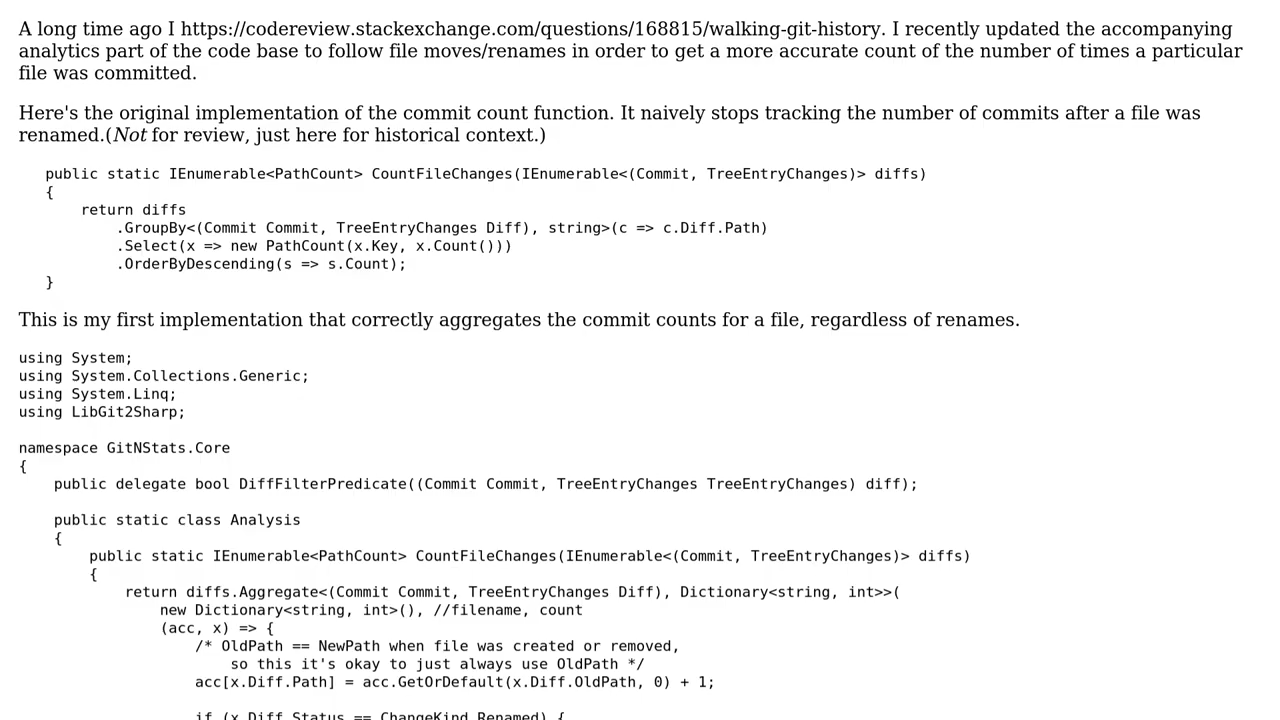 A long time ago I https://codereview.stackexchange.com/questions/168815/walking-git-history. I recently updated the accompanying
analytics part of the code base to follow file moves/renames in order to get a more accurate count of the number of times a particular
file was committed.
Here's the original implementation of the commit count function. It naively stops tracking the number of commits after a file was
renamed.(Not for review, just here for historical context.)
public static IEnumerable<PathCount> CountFileChanges(IEnumerable<(Commit, TreeEntryChanges)> diffs)
{
return diffs
.GroupBy<(Commit Commit, TreeEntryChanges Diff), string>(c => c.Diff.Path)
.Select(x => new PathCount(x.Key, x.Count()))
.OrderByDescending(s => s.Count);
}
This is my first implementation that correctly aggregates the commit counts for a file, regardless of renames.
using System;
using System.Collections.Generic;
using System.Linq;
using LibGit2Sharp;
namespace GitNStats.Core
{
public delegate bool DiffFilterPredicate((Commit Commit, TreeEntryChanges TreeEntryChanges) diff);
public static class Analysis
{
public static IEnumerable<PathCount> CountFileChanges(IEnumerable<(Commit, TreeEntryChanges)> diffs)
{
return diffs.Aggregate<(Commit Commit, TreeEntryChanges Diff), Dictionary<string, int>>(
new Dictionary<string, int>(), //filename, count
(acc, x) => {
/* OldPath == NewPath when file was created or removed,
so this it's okay to just always use OldPath */
acc[x.Diff.Path] = acc.GetOrDefault(x.Diff.OldPath, 0) + 1;
if (x.Diff.Status == ChangeKind.Renamed) {